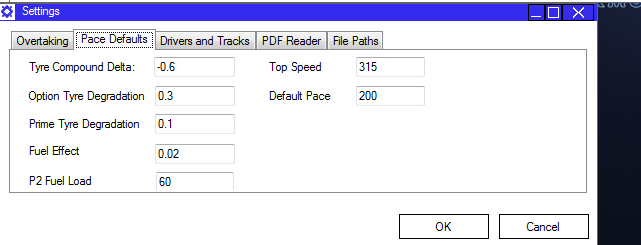 Settings
Overtaking Pace Defaults Drivers and Tracks PDF Reader File Paths
Tyre Compound Delta: -0.6 Top Speed 315
Option Tyre Degradation 0.3 Default Pace 200
Prime Tyre Degradation 0.1
Fuel Effect 0.02
P2 Fuel Load 60
OK Cancel